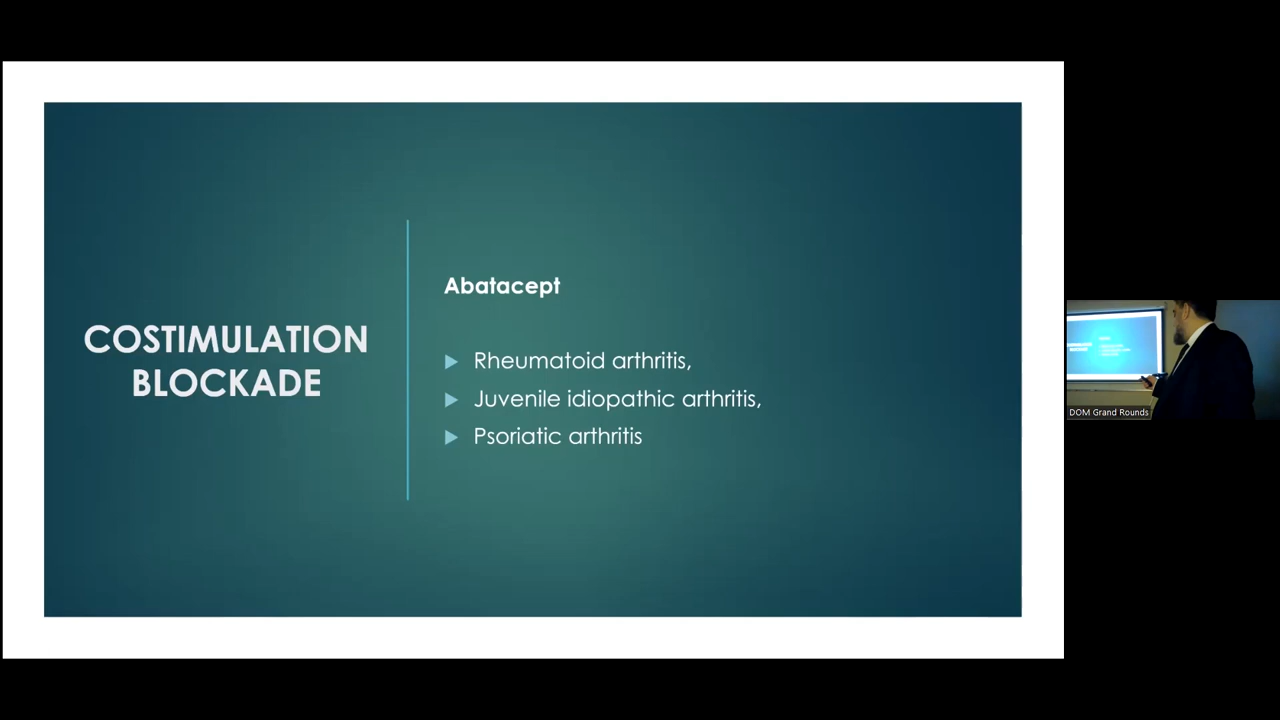 COSTIMULATION
BLOCKADE
Abatacept
Rheumatoid arthritis,
Juvenile idiopathic arthritis,
Psoriatic arthritis
DOM Grand Rounds